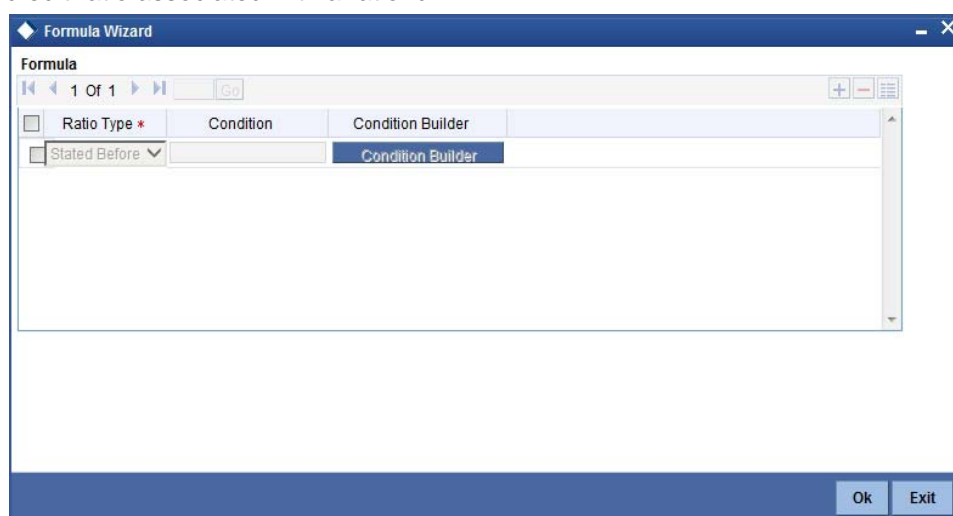 Formula Wizard
Formula
1 Of 1 Go
Ratio Type * Condition Condition Builder
Stated Before Condition Builder
Ok Exit